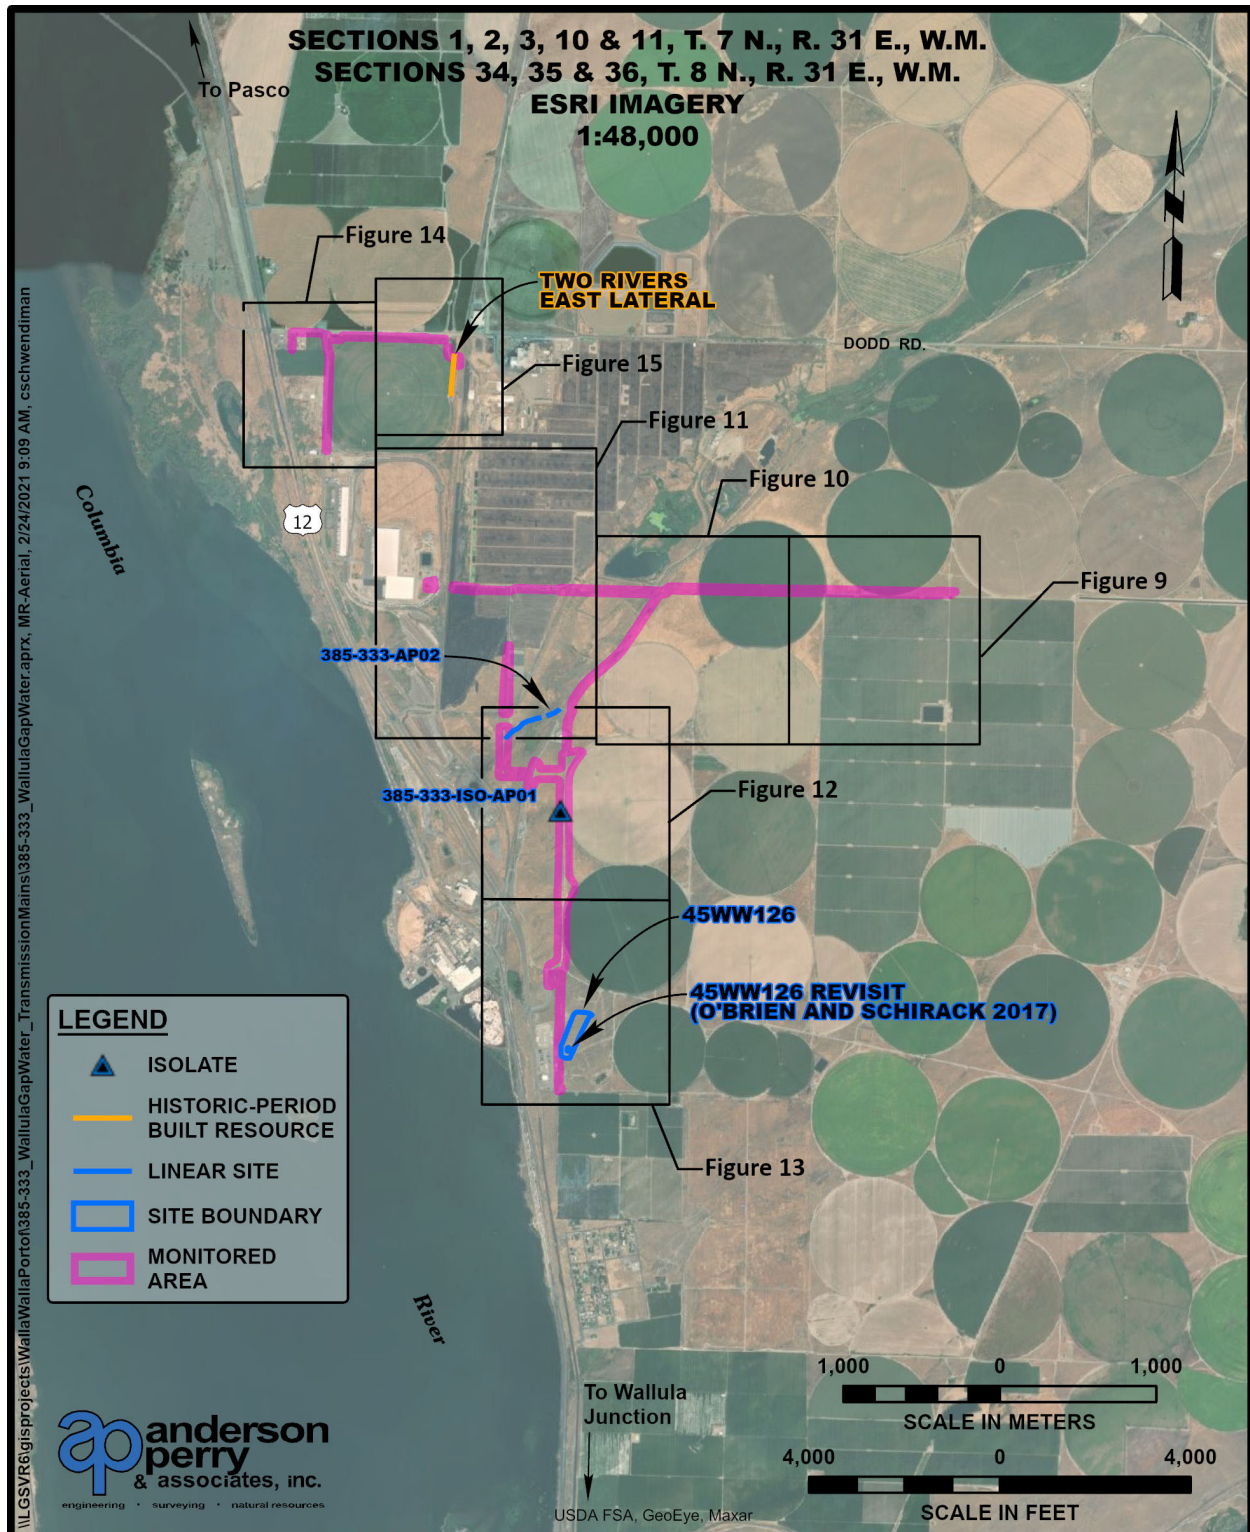 SECTIONS 1, 2, 3, 10 & 11, T. 7 N., R. 31 E., W.M.
SECTIONS 34, 35 & 36, T. 8 N., R. 31 E., W.M.
ESRI IMAGERY
1:48,000
To Pasco
Figure 14
TWO RIVERS
EAST LATERAL
DODD RD.
Figure 15
Figure 11
Figure 10
Columbia
12
Figure 9
385-333-AP02
385-333-ISO-AP01
Figure 12
45WW126
45WW126 REVISIT
(O'BRIEN AND SCHIRACK 2017)
Figure 13
LEGEND
ISOLATE
HISTORIC-PERIOD
BUILT RESOURCE
LINEAR SITE
SITE BOUNDARY
MONITORED
AREA
River
To Wallula
Junction
1,000 0 1,000
SCALE IN METERS
4,000 0 4,000
SCALE IN FEET
USDA FSA, GeoEye, Maxar
ap anderson
perry
& associates, inc.
engineering · surveying · natural resources
\\LGSVR6\gisprojects\WallaWallaPortof\385-333_WallulaGapWater_TransmissionMains\385-333_WallulaGapWater.aprx, MR-Aerial, 2/24/2021 9:09 AM, cschwendiman